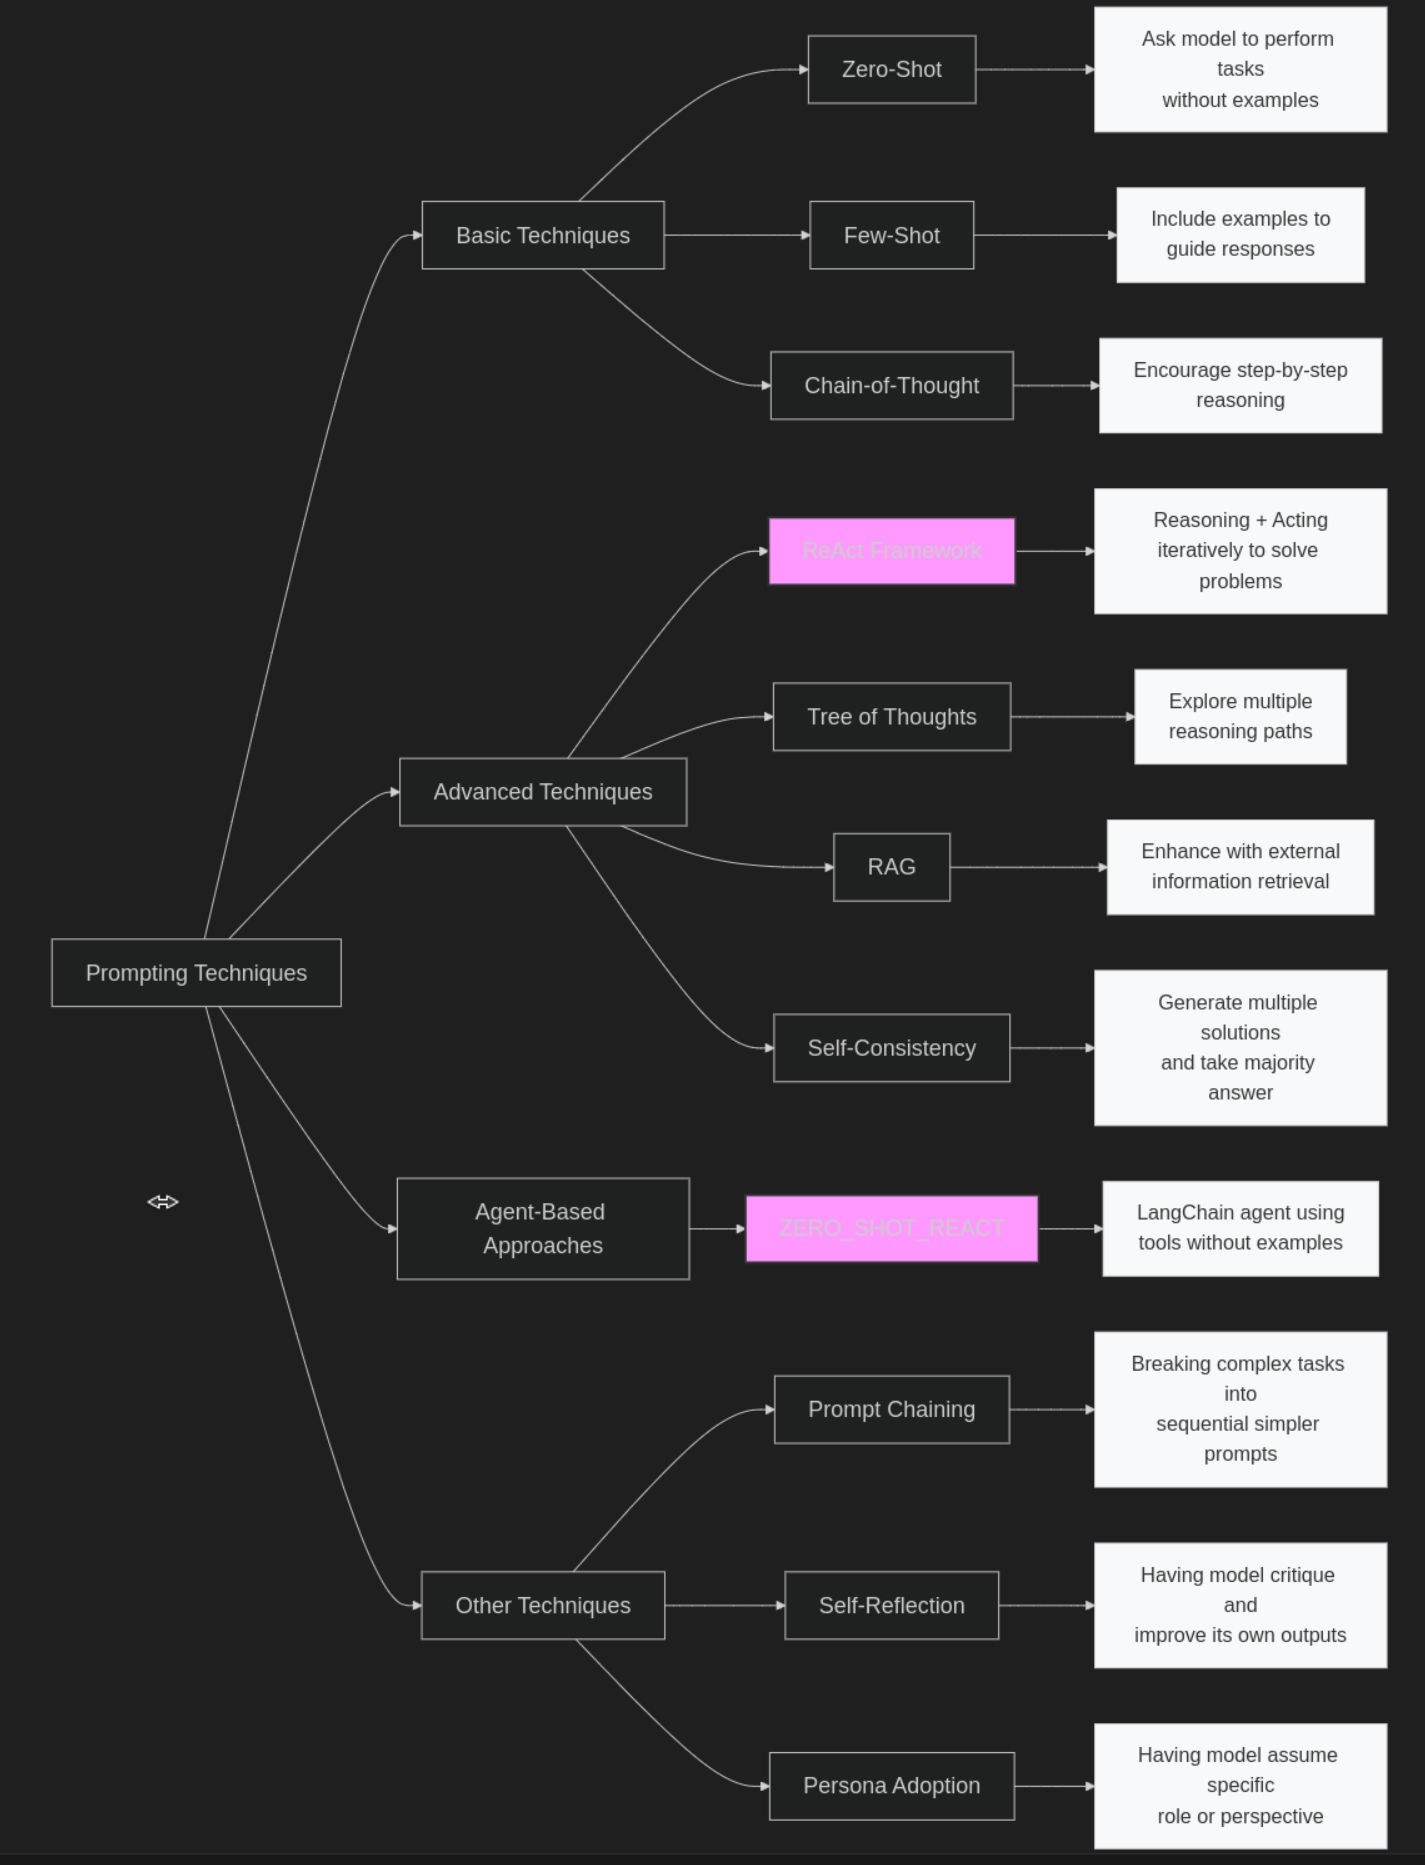 Zero-Shot
Ask model to perform
tasks
without examples
Basic Techniques
Few-Shot
Include examples to
guide responses
Chain-of-Thought
Encourage step-by-step
reasoning
ReAct Framework
Reasoning + Acting
iteratively to solve
problems
Tree of Thoughts
Explore multiple
reasoning paths
Advanced Techniques
RAG
Enhance with external
information retrieval
Prompting Techniques
Self-Consistency
Generate multiple
solutions
and take majority
answer
Agent-Based
Approaches
ZERO_SHOT_REACT
LangChain agent using
tools without examples
Prompt Chaining
Breaking complex tasks
into
sequential simpler
prompts
Other Techniques
Self-Reflection
Having model critique
and
improve its own outputs
Persona Adoption
Having model assume
specific
role or perspective